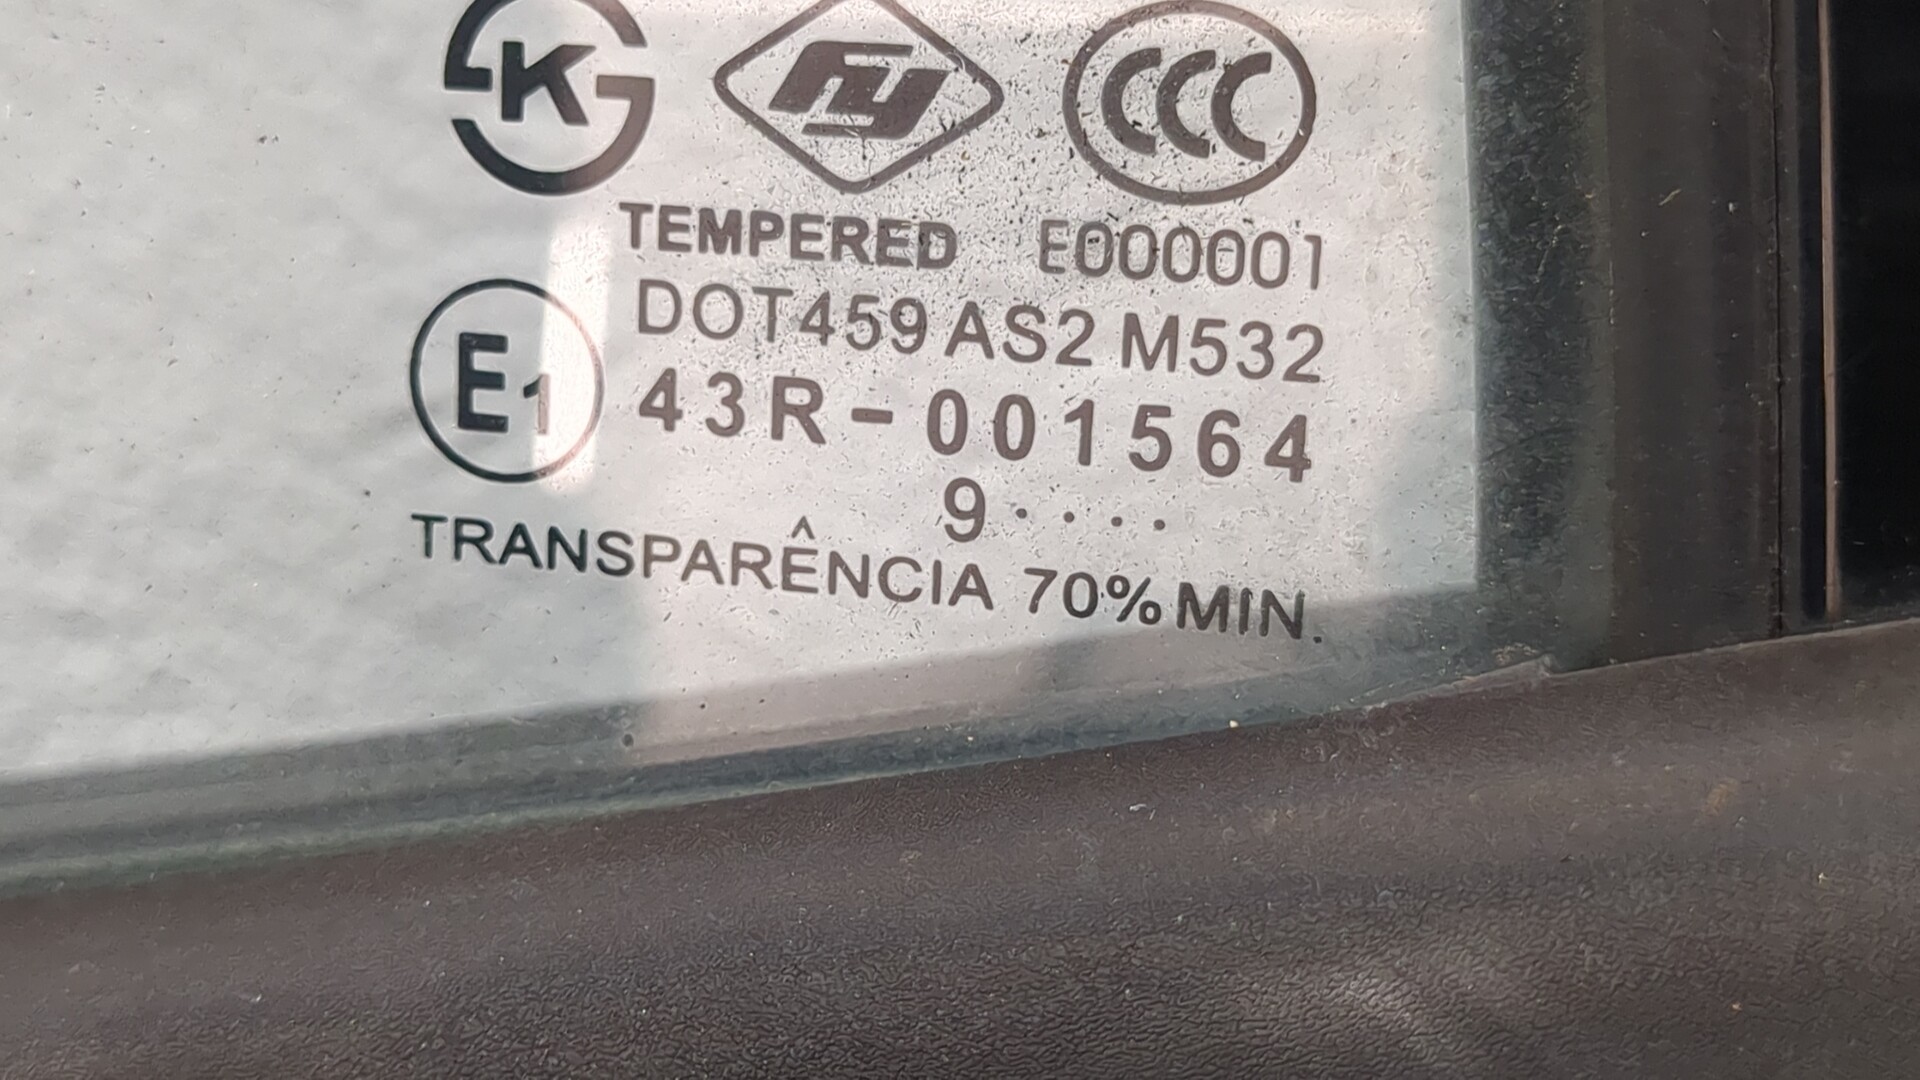 K fy CCC
TEMPERED E000001
DOT459 AS2 M532
E1 43R-001564
9····
TRANSPARÊNCIA 70% MIN.